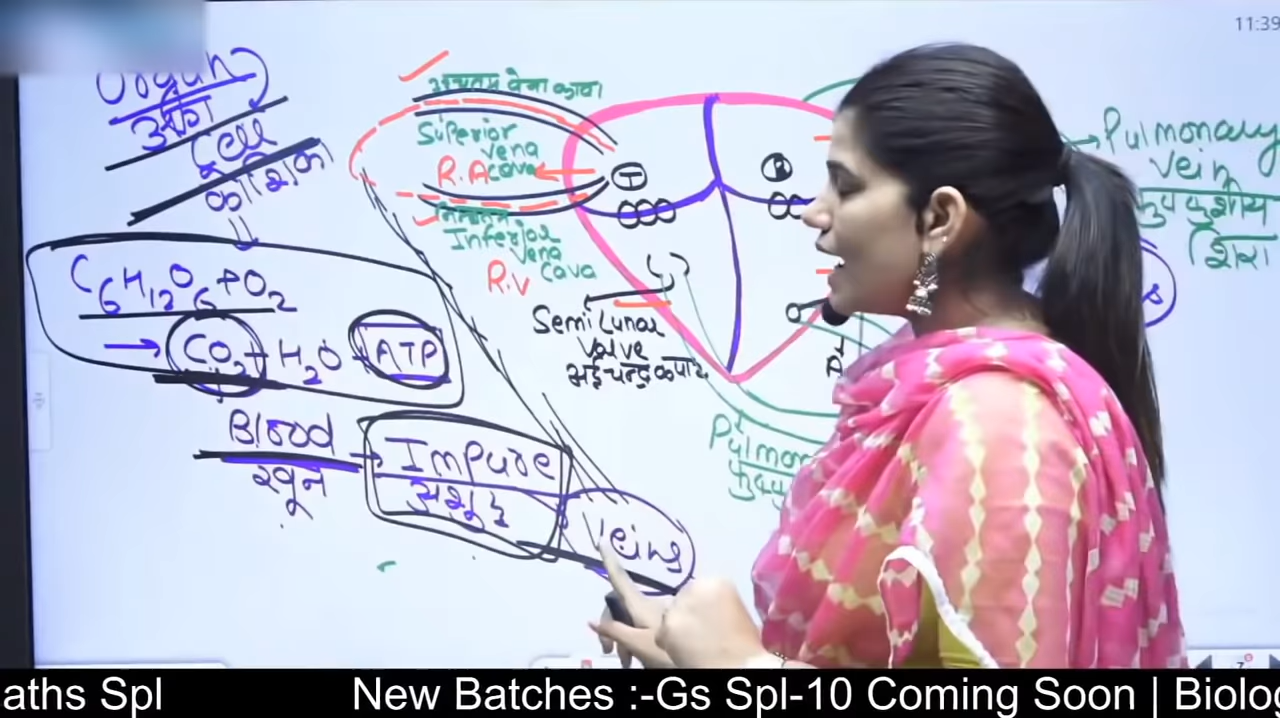 11:39
Organ
Cell
C6H12O6+O2
→ CO2+H2O+ATP
Blood
खून
Impure
अशुद्ध
Veins
Superior
vena
cava
R.A
Inferior
vena
cava
R.v
Semi Lunar
valve
अर्द्धचन्द्र कपाट
Pulmonary
vein
शिरा
aths Spl New Batches :-Gs Spl-10 Coming Soon | Biolog